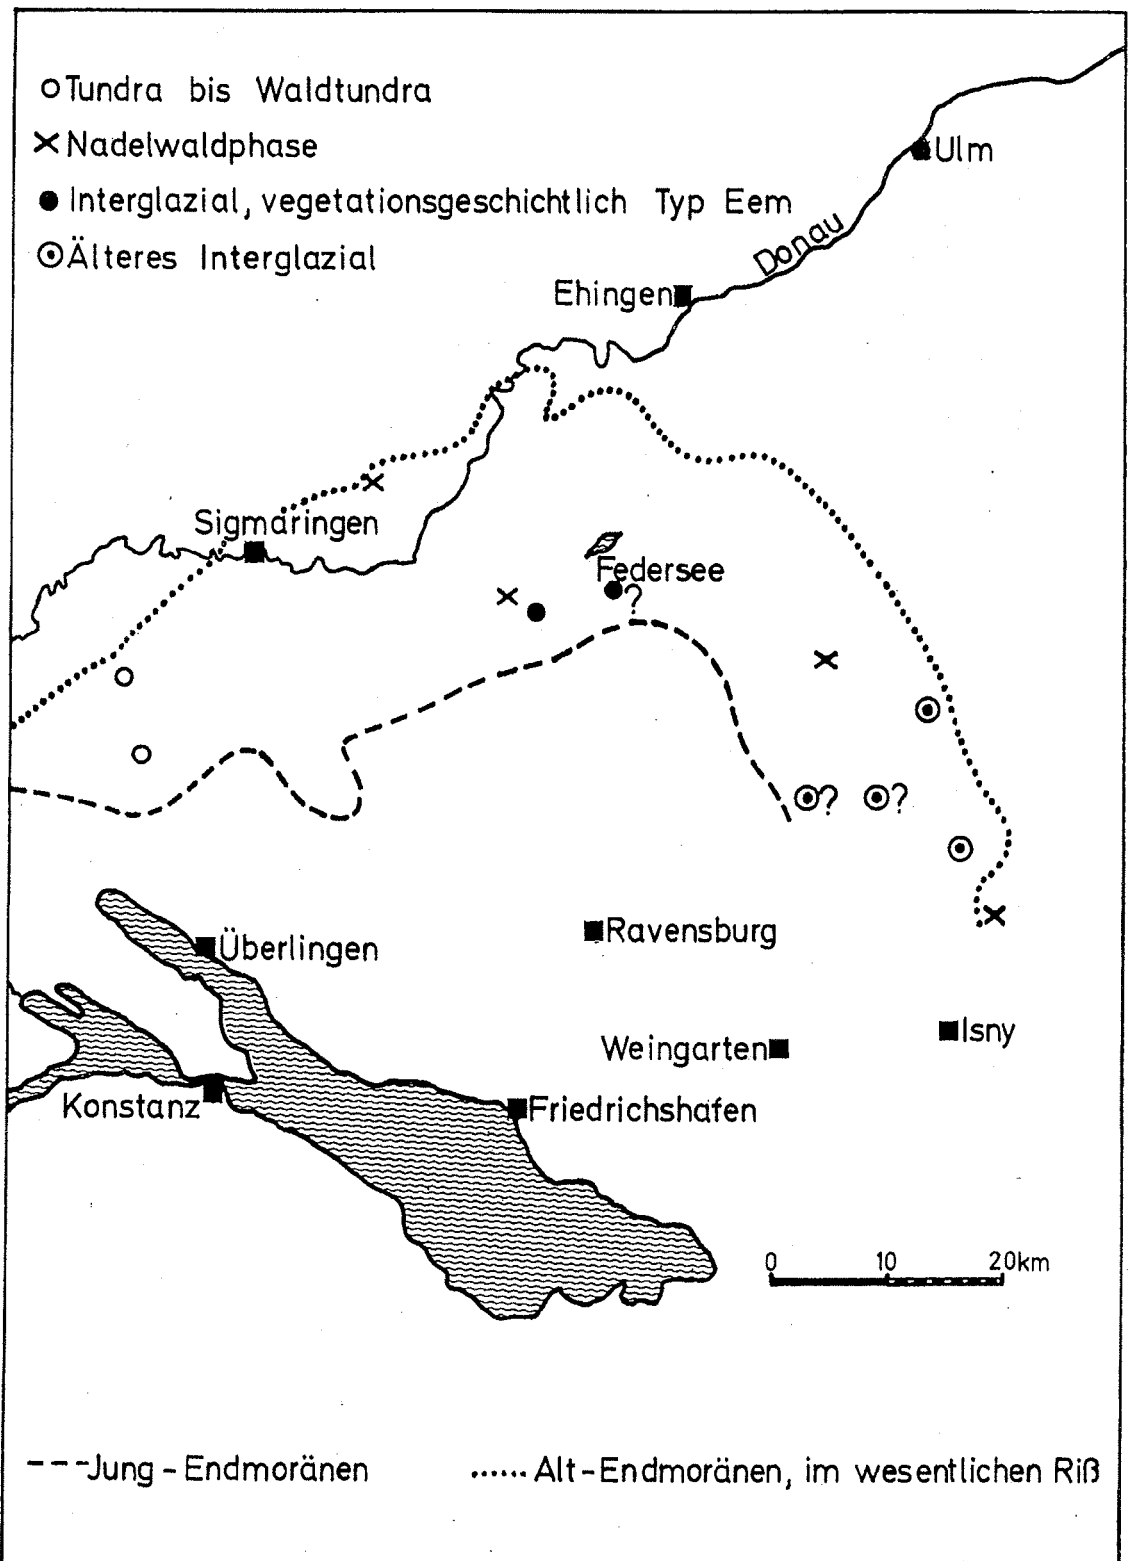 Tundra bis Waldtundra
Nadelwaldphase
Interglazial, vegetationsgeschichtlich Typ Eem
Älteres Interglazial
Ulm
Donau
Ehingen
Sigmaringen
Federsee
?
? ?
Ravensburg
Überlingen
Isny
Weingarten
Konstanz
Friedrichshafen
0 10 20km
Jung-Endmoränen
Alt-Endmoränen, im wesentlichen Riß